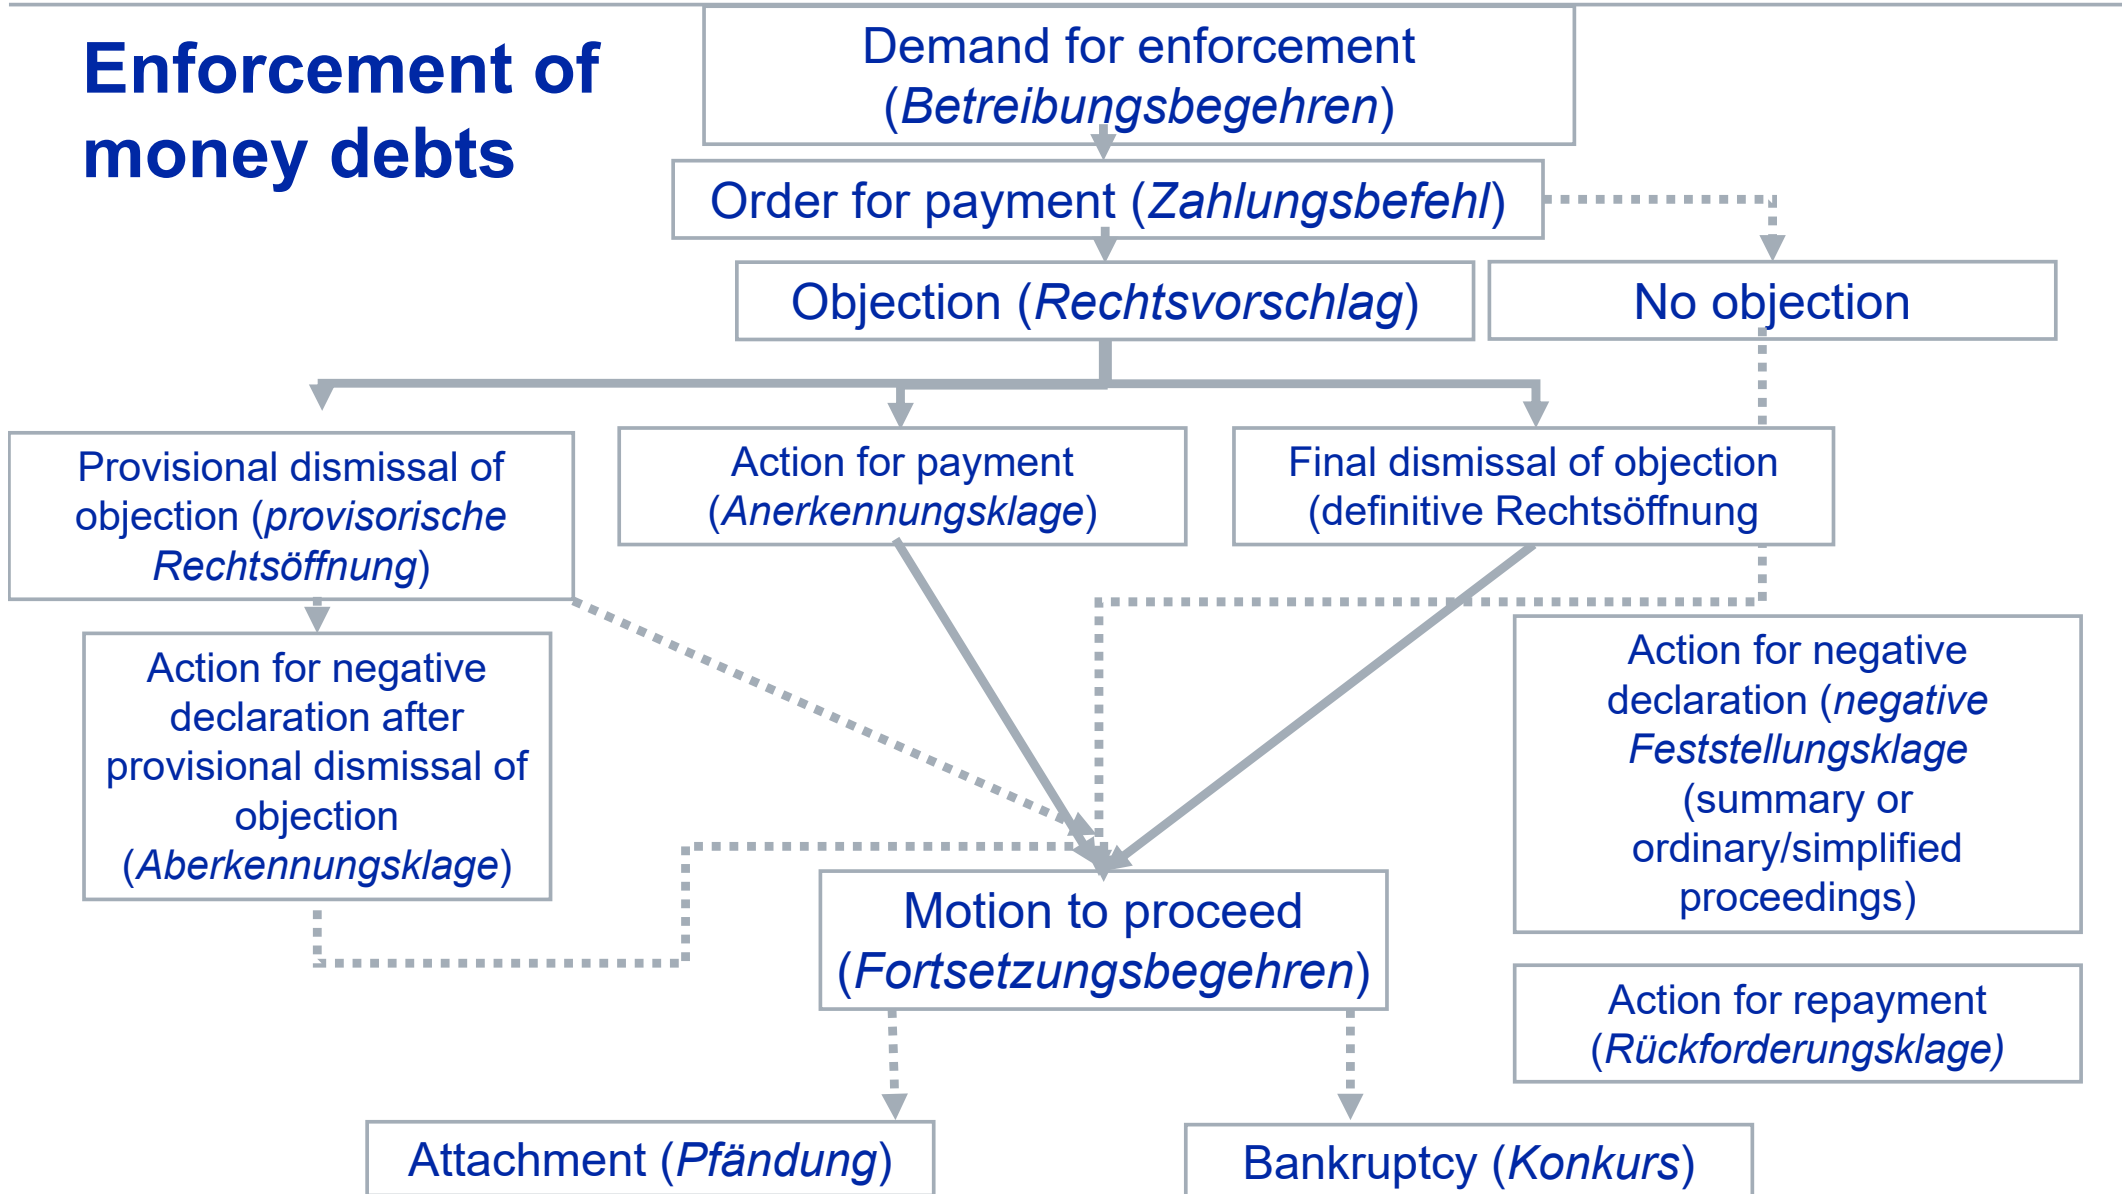 Enforcement of
money debts
Demand for enforcement
(Betreibungsbegehren)
Order for payment (Zahlungsbefehl)
Objection (Rechtsvorschlag)
No objection
Provisional dismissal of
objection (provisorische
Rechtsöffnung)
Action for payment
(Anerkennungsklage)
Final dismissal of objection
(definitive Rechtsöffnung
Action for negative
declaration after
provisional dismissal of
objection
(Aberkennungsklage)
Action for negative
declaration (negative
Feststellungsklage
(summary or
ordinary/simplified
proceedings)
Motion to proceed
(Fortsetzungsbegehren)
Action for repayment
(Rückforderungsklage)
Attachment (Pfändung)
Bankruptcy (Konkurs)